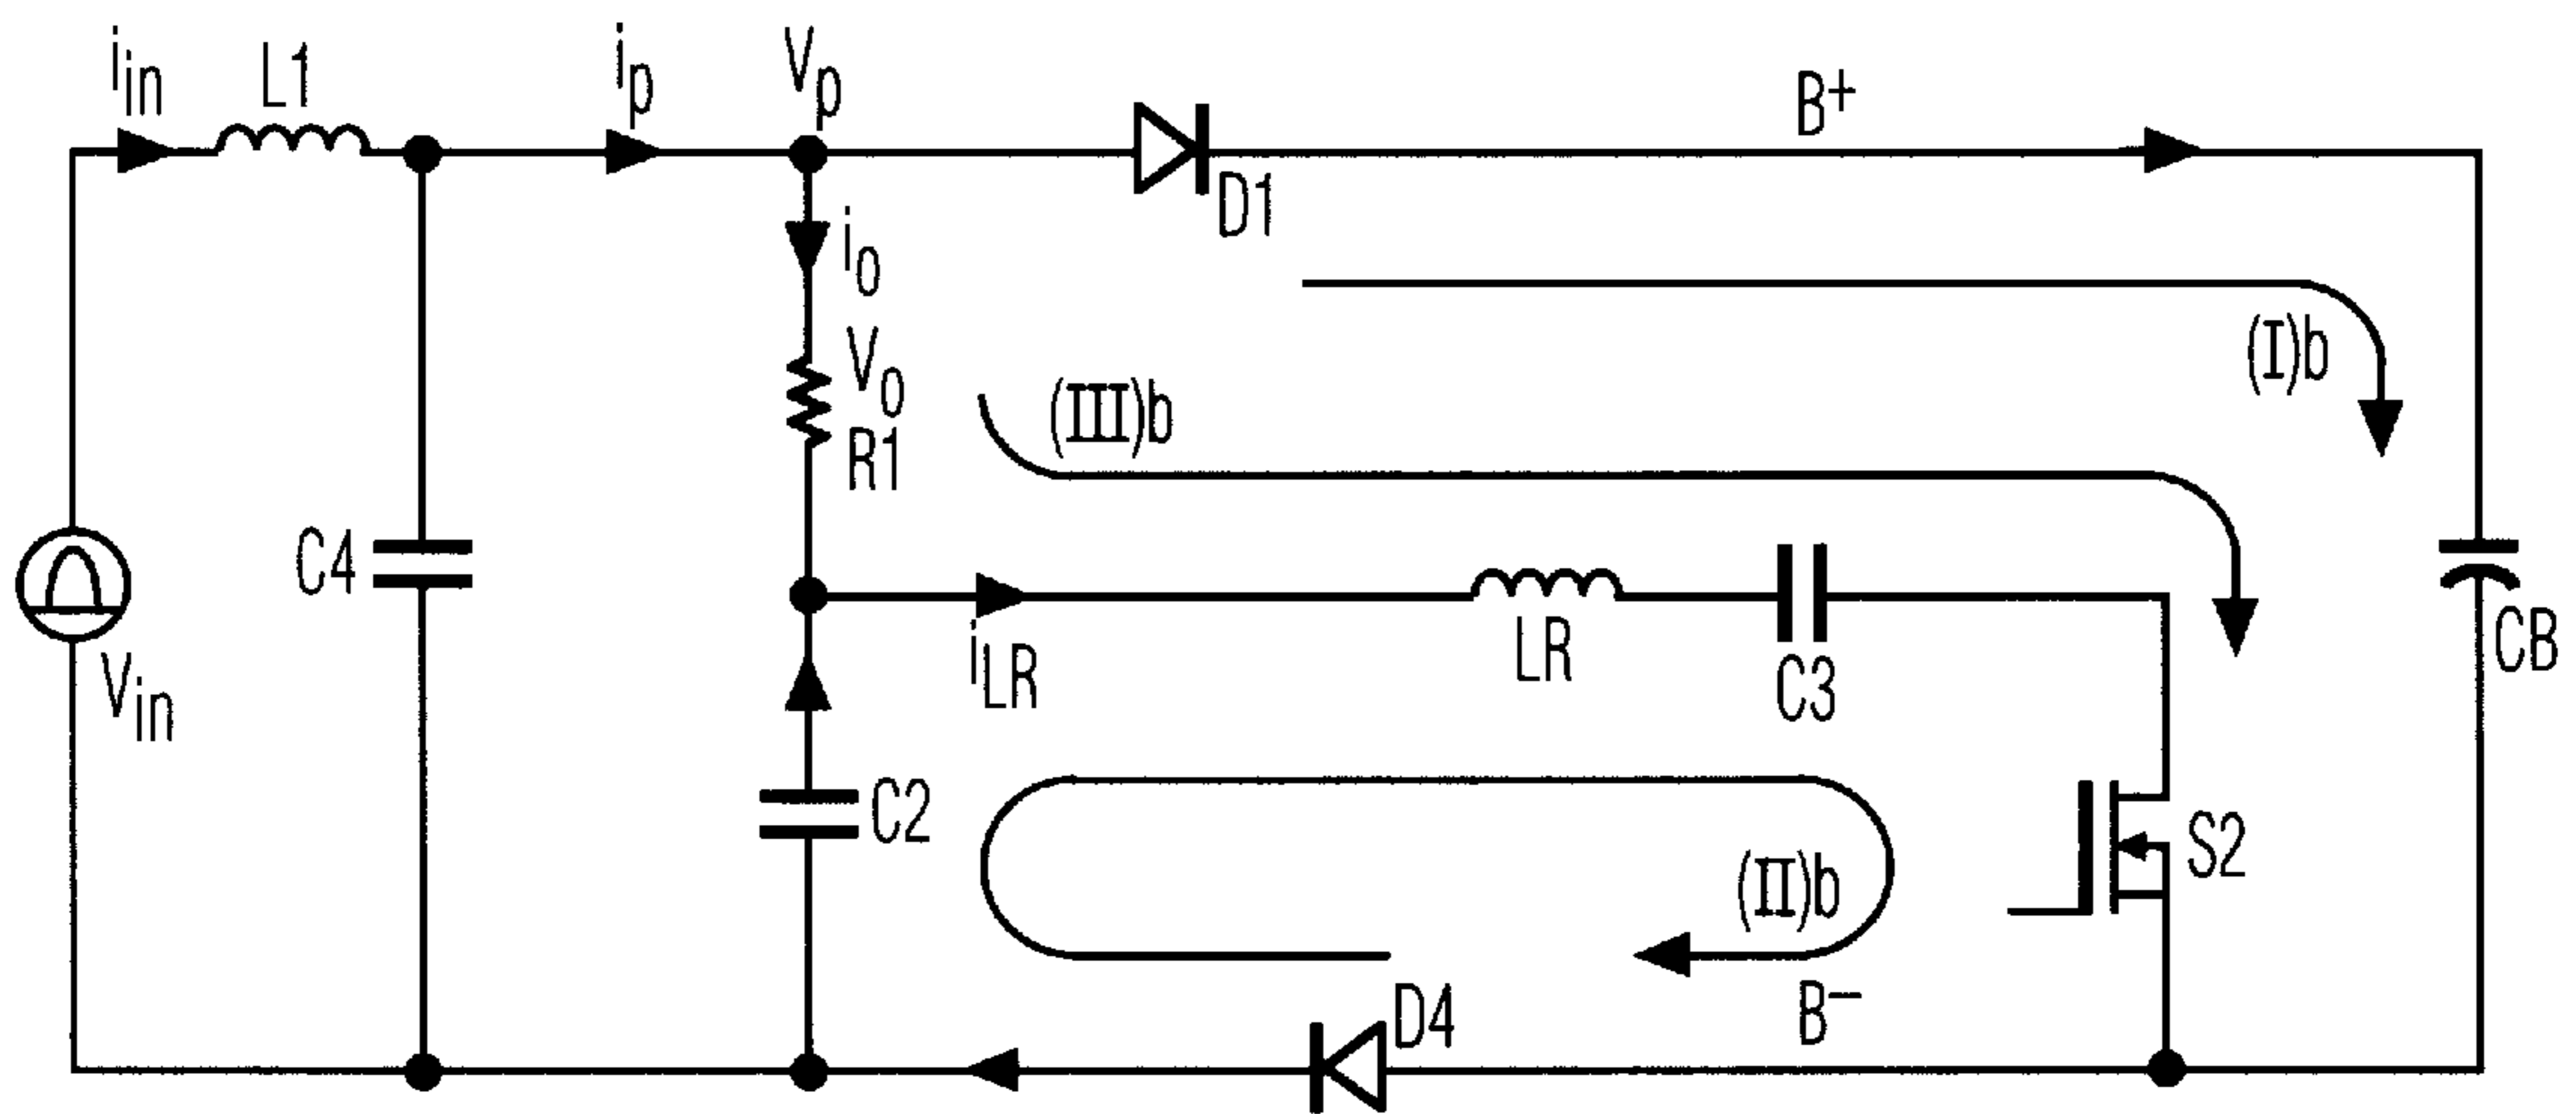 i_in
L1
i_p
V_p
B+
D1
i_o
V_o
R1
(I)b
(III)b
C4
V_in
i_LR
LR
C3
CB
C2
(II)b
S2
D4
B−